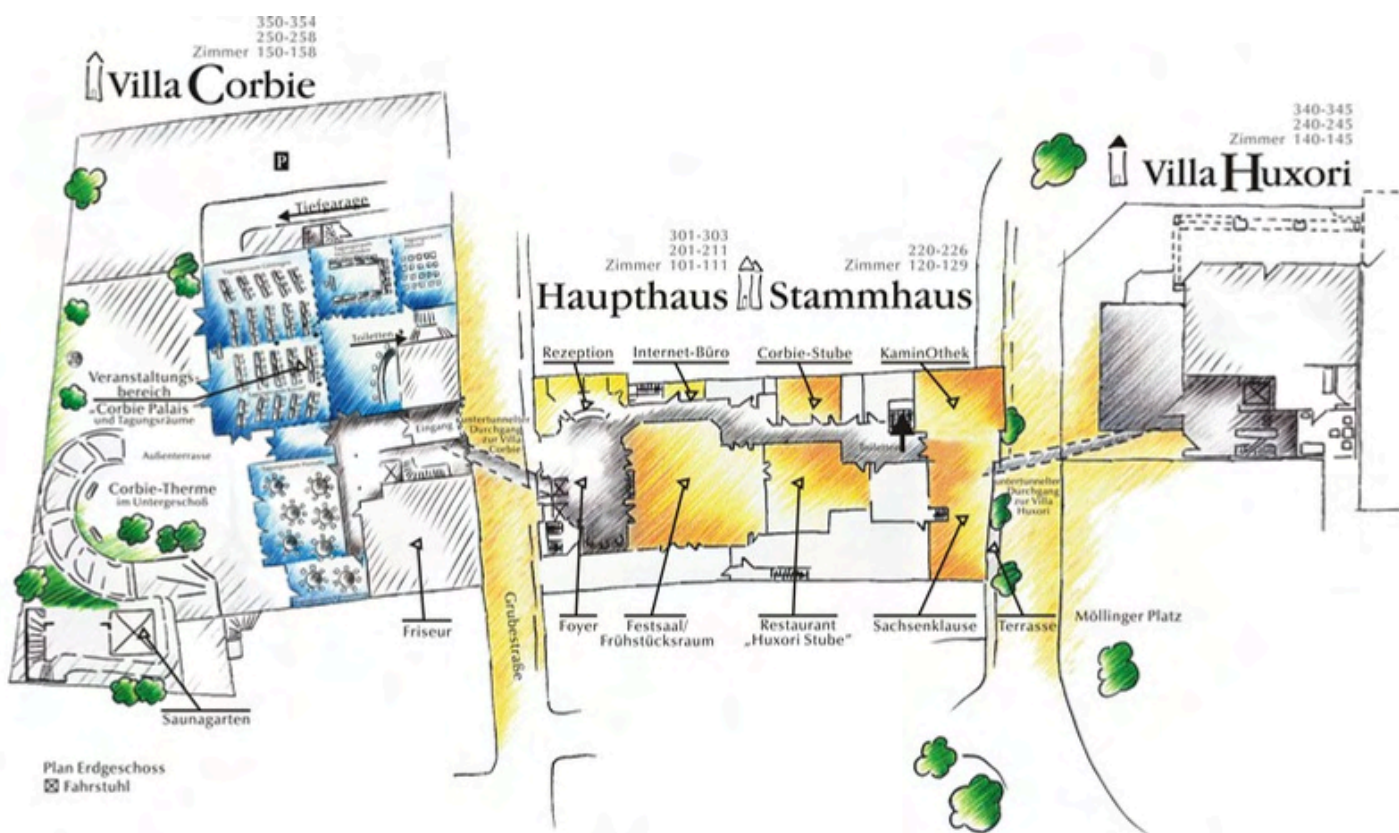 350-354
250-258
Zimmer 150-158
Villa Corbie
340-345
240-245
Zimmer 140-145
Villa Huxori
P
Tiefgarage
301-303
201-211
Zimmer 101-111
Haupthaus
220-226
Zimmer 120-129
Stammhaus
Toiletten
Rezeption
Internet-Büro
Corbie-Stube
KaminOthek
Veranstaltungs-
bereich
„Corbie Palais“
und Tagungsräume
Eingang
untertunnelter
Durchgang
zur Villa
Corbie
Toiletten
Außenterrasse
Tagungsraum
Corbie-Therme
im Untergeschoß
untertunnelter
Durchgang
zur Villa
Huxori
Grubestraße
Friseur
Foyer
Festsaal/
Frühstücksraum
Restaurant
„Huxori Stube“
Sachsenklause
Terrasse
Möllinger Platz
Saunagarten
Plan Erdgeschoss
Fahrstuhl